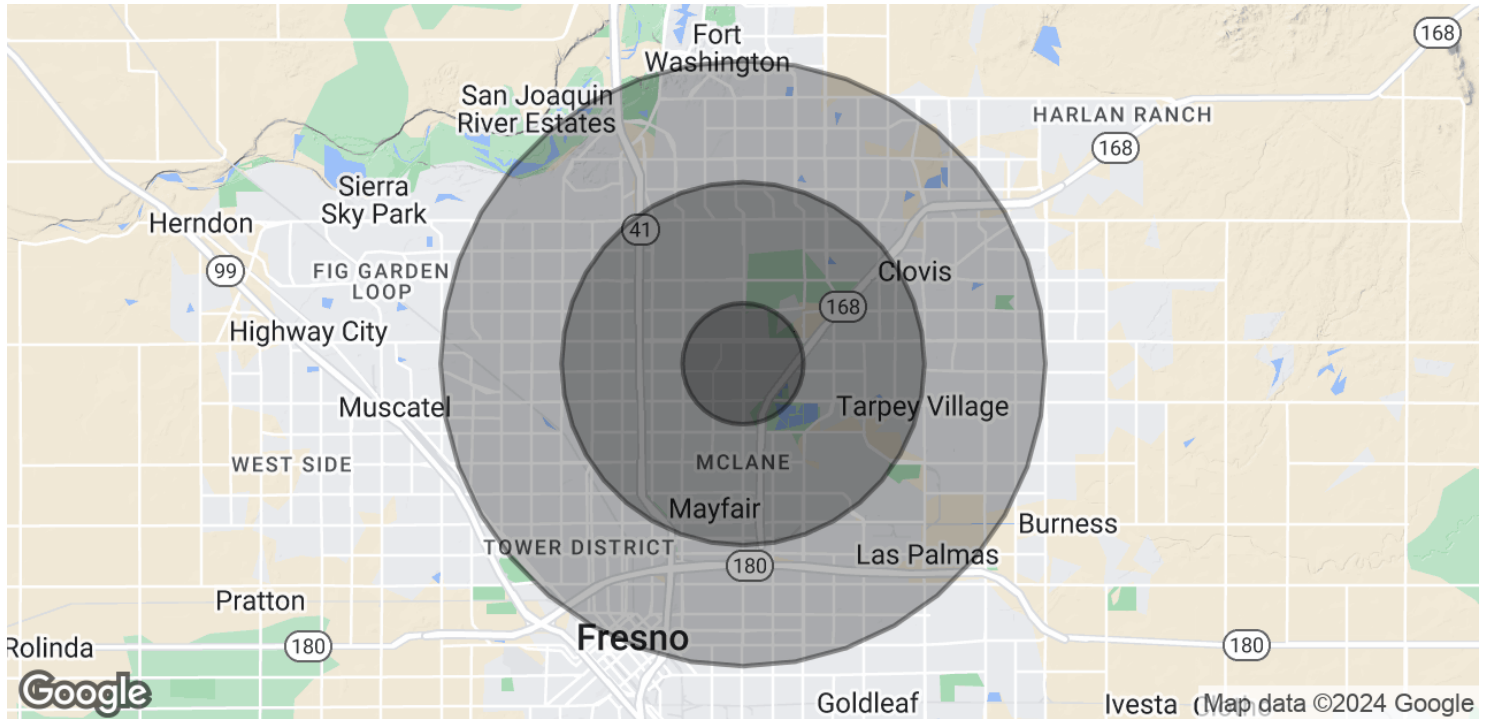 Fort
Washington
168
San Joaquin
River Estates
HARLAN RANCH
168
Sierra
Sky Park
Herndon
41
99
FIG GARDEN
LOOP
Clovis
168
Highway City
Muscatel
Tarpey Village
WEST SIDE
MCLANE
Mayfair
Burness
TOWER DISTRICT
Las Palmas
180
Pratton
Fresno
Rolinda
180
180
Google
Goldleaf
Ivesta
Map data ©2024 Google